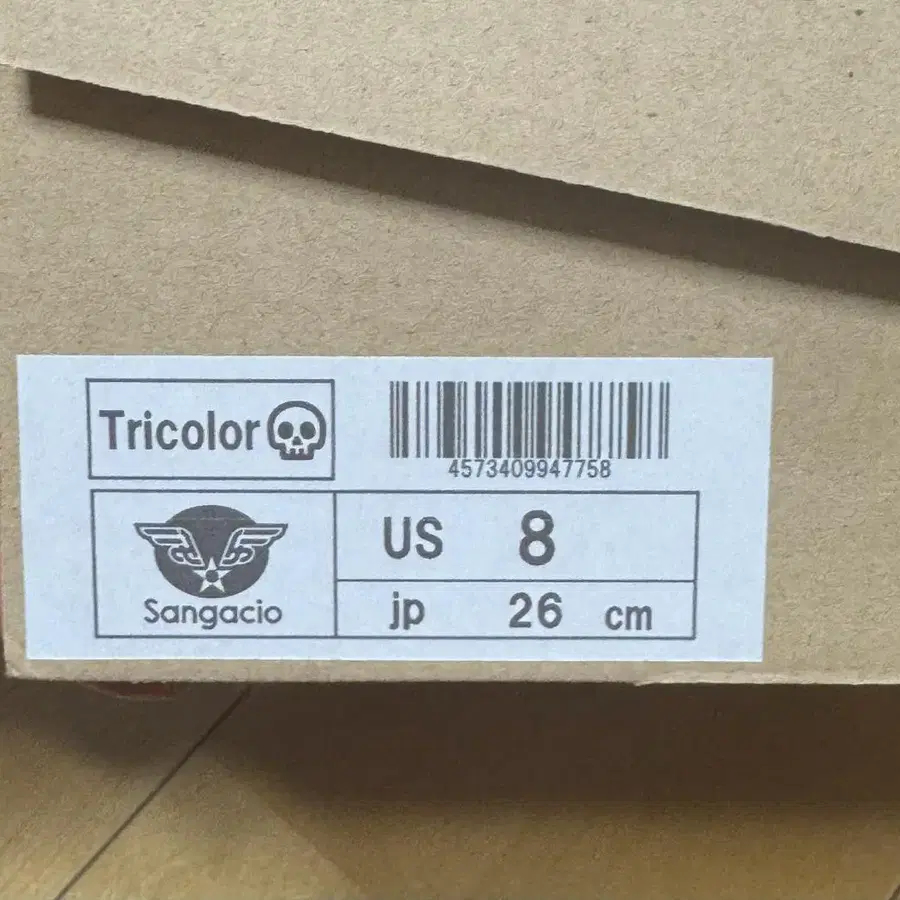 Tricolor
4573409947758
Sangacio
US 8
jp 26 cm